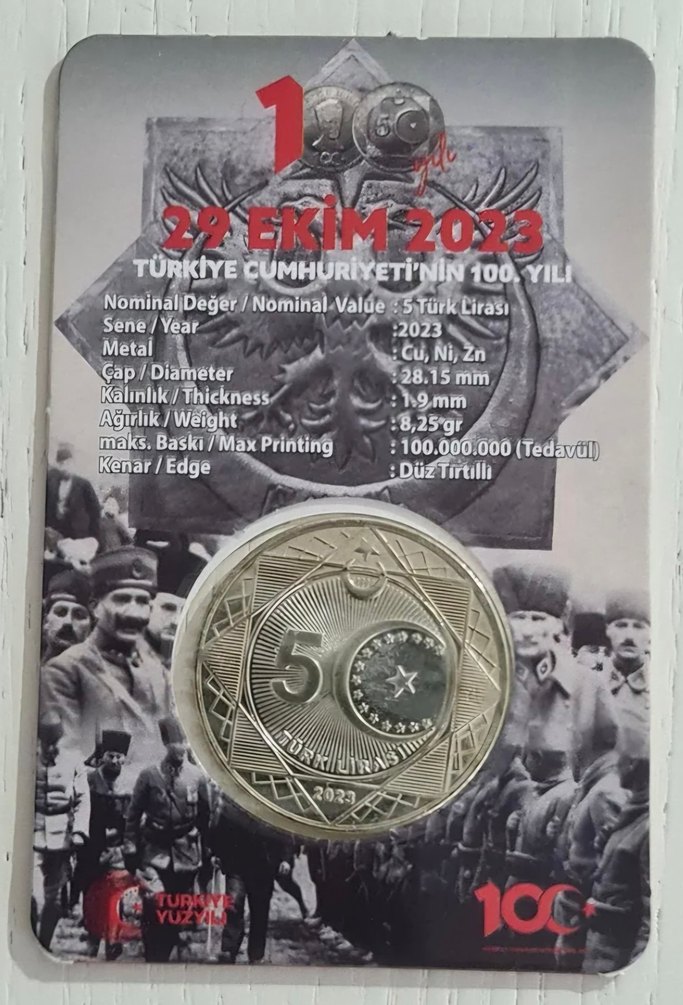 100
yılı
29 EKİM 2023
TÜRKİYE CUMHURİYETİ'NİN 100. YILI
Nominal Değer / Nominal Value : 5 Türk Lirası
Sene / Year :2023
Metal : Cu, Ni, Zn
Çap / Diameter : 28.15 mm
Kalınlık / Thickness : 1.9 mm
Ağırlık / Weight : 8,25 gr
maks. Baskı / Max Printing : 100.000.000 (Tedavül)
Kenar / Edge : Düz Tırtıllı
5
TÜRK LİRASI
2023
TÜRKİYE
YÜZYILI
100